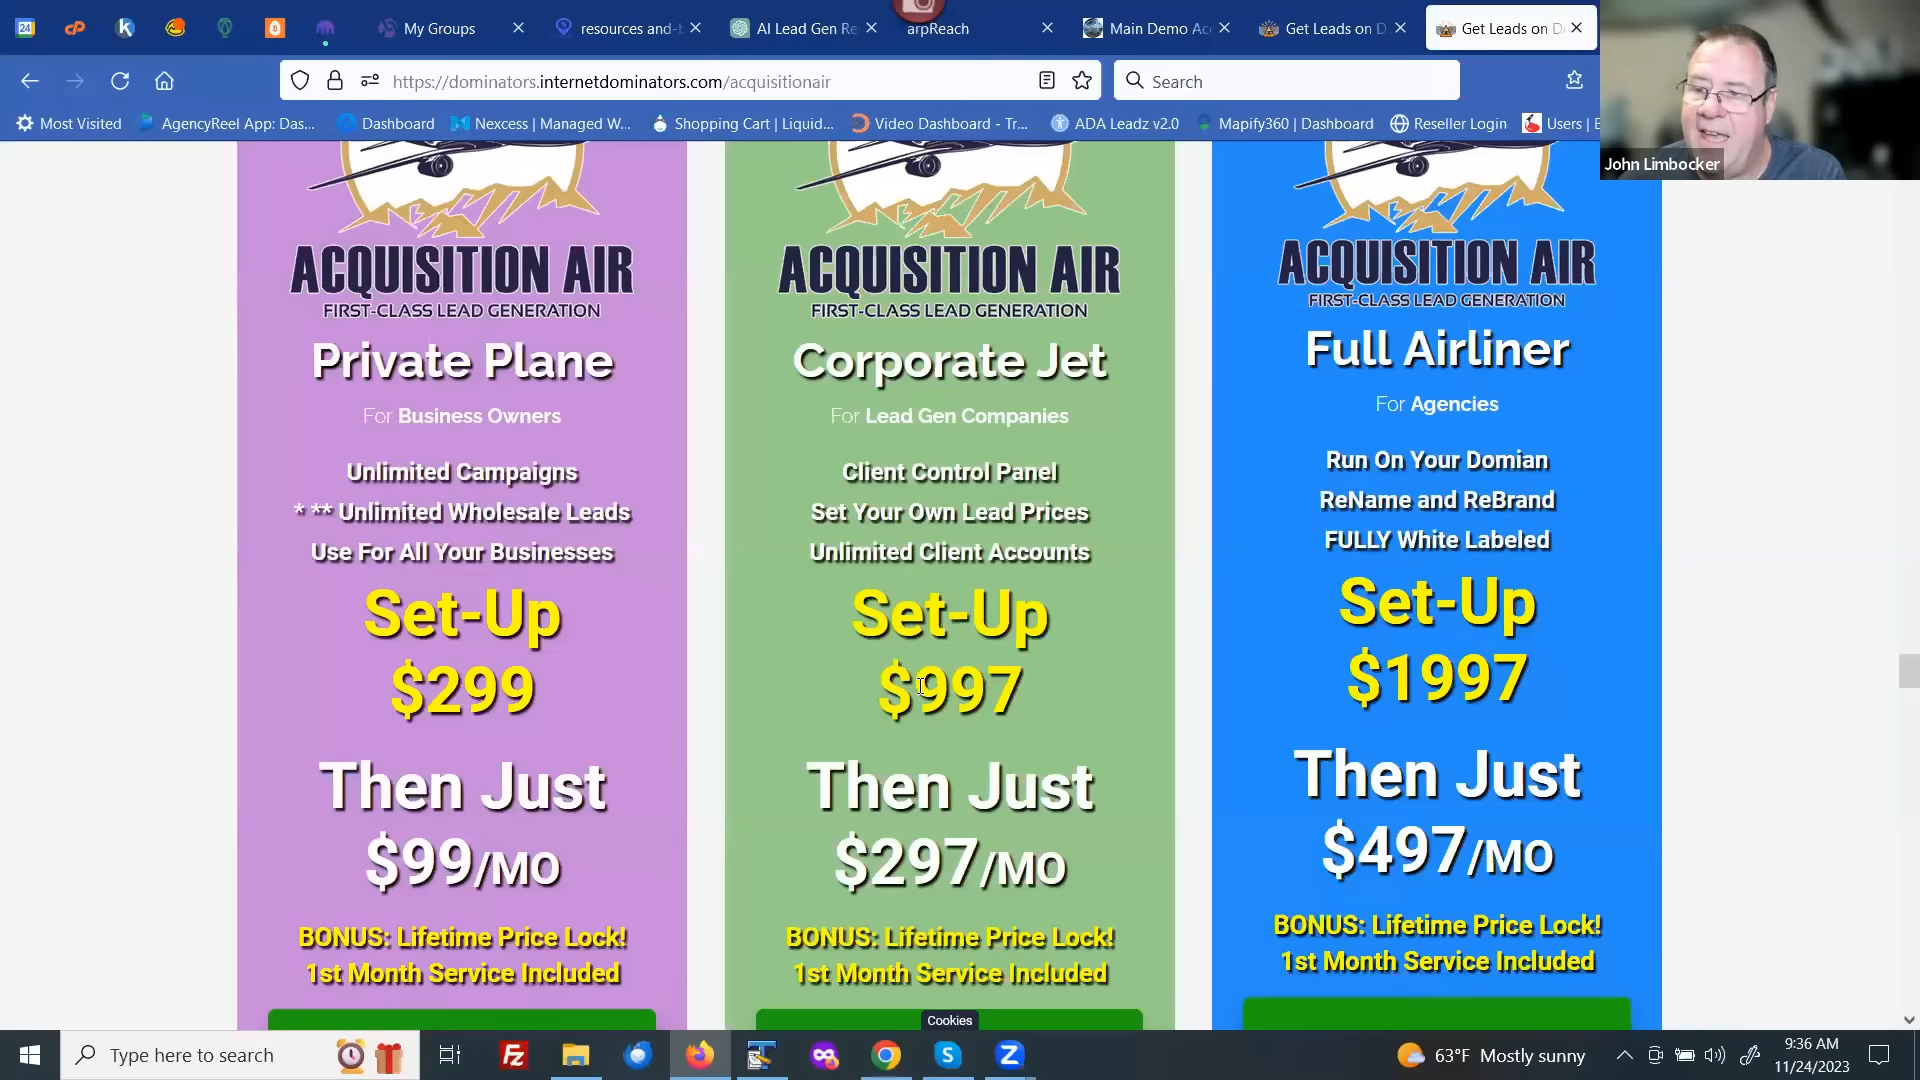 24
My Groups
resources and-b
AI Lead Gen Re
arpReach
Main Demo Acc
Get Leads on D
Get Leads on De
https://dominators.internetdominators.com/acquisitionair
Search
Most Visited
AgencyReel App: Das...
Dashboard
Nexcess | Managed W...
Shopping Cart | Liquid...
Video Dashboard - Tr...
ADA Leadz v2.0
Mapify360 | Dashboard
Reseller Login
Users | E
John Limbocker
ACQUISITION AIR
FIRST-CLASS LEAD GENERATION
Private Plane
For Business Owners
Unlimited Campaigns
* ** Unlimited Wholesale Leads
Use For All Your Businesses
Set-Up
$299
Then Just
$99/MO
BONUS: Lifetime Price Lock!
1st Month Service Included
ACQUISITION AIR
FIRST-CLASS LEAD GENERATION
Corporate Jet
For Lead Gen Companies
Client Control Panel
Set Your Own Lead Prices
Unlimited Client Accounts
Set-Up
$997
Then Just
$297/MO
BONUS: Lifetime Price Lock!
1st Month Service Included
ACQUISITION AIR
FIRST-CLASS LEAD GENERATION
Full Airliner
For Agencies
Run On Your Domian
ReName and ReBrand
FULLY White Labeled
Set-Up
$1997
Then Just
$497/MO
BONUS: Lifetime Price Lock!
1st Month Service Included
Cookies
Type here to search
63°F Mostly sunny
9:36 AM
11/24/2023